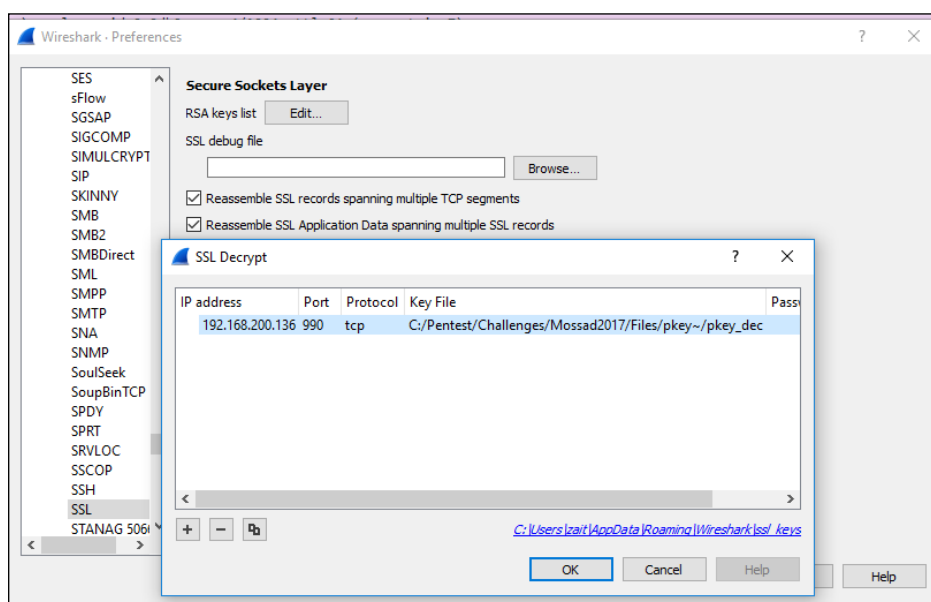 Wireshark · Preferences
SES
sFlow
SGSAP
SIGCOMP
SIMULCRYPT
SIP
SKINNY
SMB
SMB2
SMBDirect
SML
SMPP
SMTP
SNA
SNMP
SoulSeek
SoupBinTCP
SPDY
SPRT
SRVLOC
SSCOP
SSH
SSL
STANAG 506
Secure Sockets Layer
RSA keys list Edit...
SSL debug file
Browse...
Reassemble SSL records spanning multiple TCP segments
Reassemble SSL Application Data spanning multiple SSL records
SSL Decrypt
IP address Port Protocol Key File Passv
192.168.200.136 990 tcp C:/Pentest/Challenges/Mossad2017/Files/pkey~/pkey_dec
C:\Users\zait\AppData\Roaming\Wireshark\ssl_keys
OK Cancel Help
Help